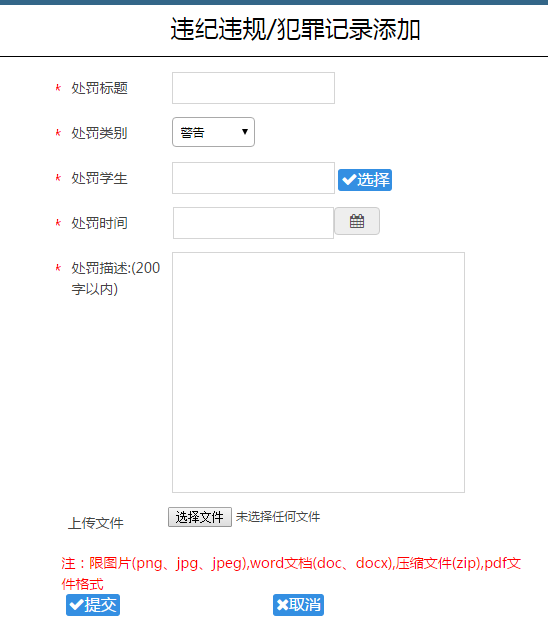 违纪违规/犯罪记录添加
* 处罚标题
* 处罚类别 警告
* 处罚学生 选择
* 处罚时间
* 处罚描述:(200
字以内)
上传文件 选择文件 未选择任何文件
注：限图片(png、jpg、jpeg),word文档(doc、docx),压缩文件(zip),pdf文
件格式
提交 取消